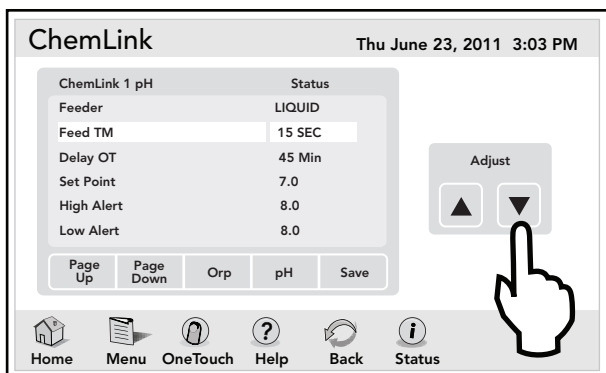 ChemLink
Thu June 23, 2011 3:03 PM
ChemLink 1 pH Status
Feeder LIQUID
Feed TM 15 SEC
Delay OT 45 Min
Set Point 7.0
High Alert 8.0
Low Alert 8.0
Page Up
Page Down
Orp
pH
Save
Adjust
Home
Menu
OneTouch
?
Help
Back
i
Status